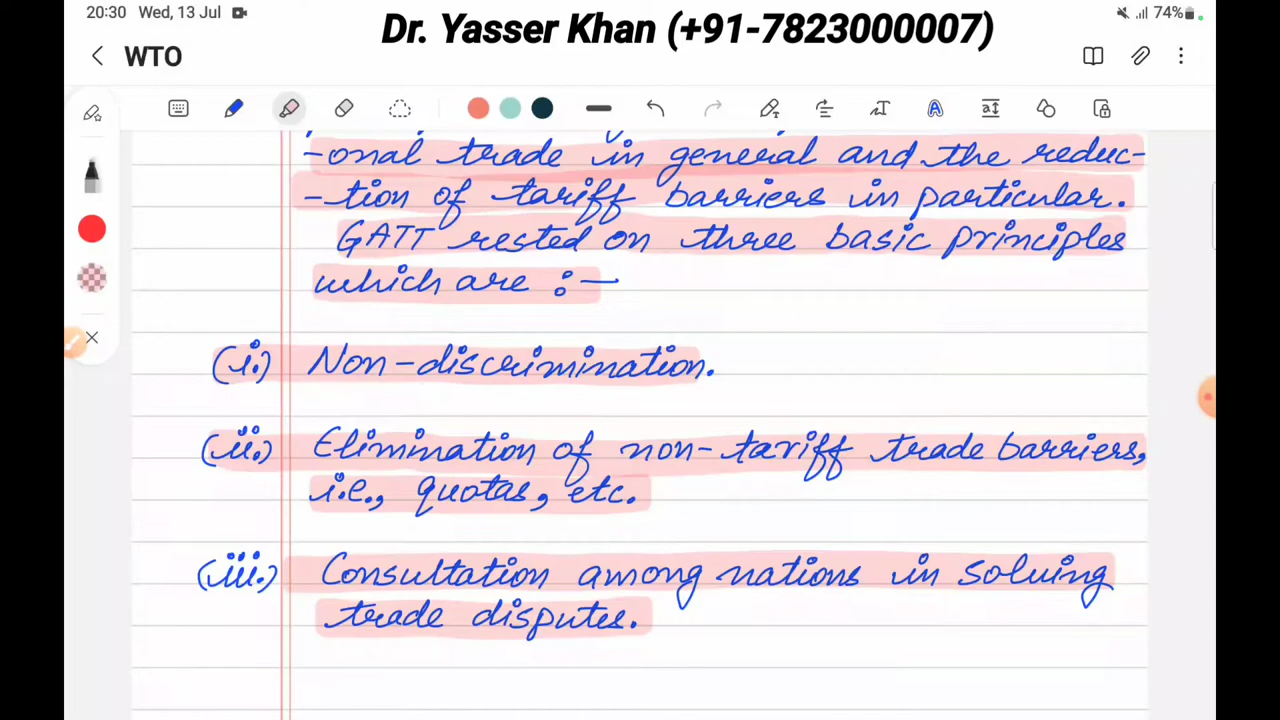 20:30 Wed, 13 Jul
74%
Dr. Yasser Khan (+91-7823000007)
WTO
-onal trade in general and the reduc-
-tion of tariff barriers in particular.
GATT rested on three basic principles
which are :-
(i.) Non-discrimination.
(ii.) Elimination of non-tariff trade barriers,
i.e., quotas, etc.
(iii.) Consultation among nations in solving
trade disputes.